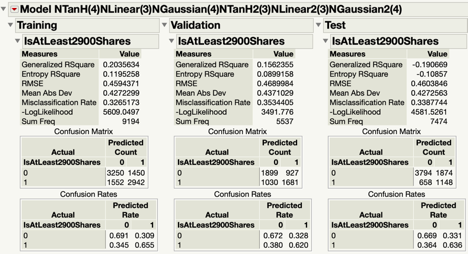 Model NTanH(4)NLinear(3)NGaussian(4)NTanH2(3)NLinear2(3)NGaussian2(4)
Training
IsAtLeast2900Shares
Measures Value
Generalized RSquare 0.2035634
Entropy RSquare 0.1195258
RMSE 0.4594371
Mean Abs Dev 0.4272299
Misclassification Rate 0.3265173
-LogLikelihood 5609.0497
Sum Freq 9194
Confusion Matrix
Predicted
Actual Count
IsAtLeast2900Shares 0 1
0 3250 1450
1 1552 2942
Confusion Rates
Predicted
Actual Rate
IsAtLeast2900Shares 0 1
0 0.691 0.309
1 0.345 0.655
Validation
IsAtLeast2900Shares
Measures Value
Generalized RSquare 0.1562355
Entropy RSquare 0.0899158
RMSE 0.4689984
Mean Abs Dev 0.4371029
Misclassification Rate 0.3534405
-LogLikelihood 3491.776
Sum Freq 5537
Confusion Matrix
Predicted
Actual Count
IsAtLeast2900Shares 0 1
0 1899 927
1 1030 1681
Confusion Rates
Predicted
Actual Rate
IsAtLeast2900Shares 0 1
0 0.672 0.328
1 0.380 0.620
Test
IsAtLeast2900Shares
Measures Value
Generalized RSquare -0.190669
Entropy RSquare -0.10857
RMSE 0.4603846
Mean Abs Dev 0.4272563
Misclassification Rate 0.3387744
-LogLikelihood 4581.5261
Sum Freq 7474
Confusion Matrix
Predicted
Actual Count
IsAtLeast2900Shares 0 1
0 3794 1874
1 658 1148
Confusion Rates
Predicted
Actual Rate
IsAtLeast2900Shares 0 1
0 0.669 0.331
1 0.364 0.636